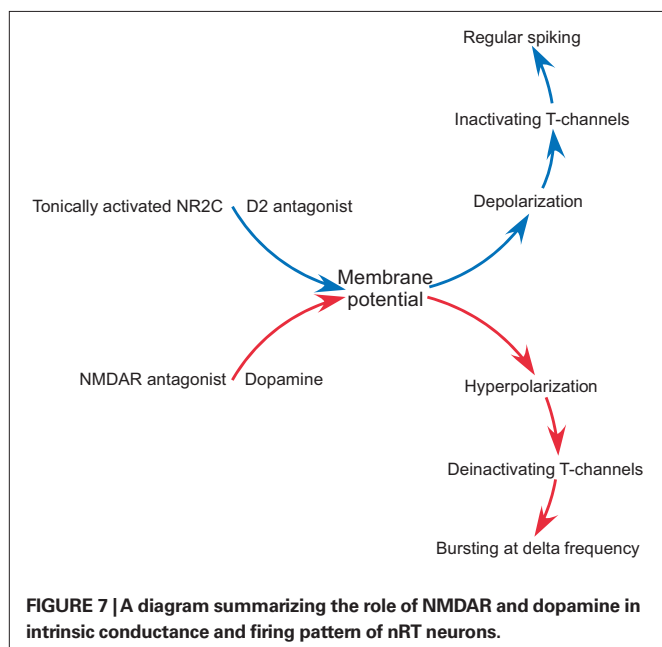 Regular spiking
Inactivating T-channels
Depolarization
Tonically activated NR2C D2 antagonist
Membrane
potential
NMDAR antagonist Dopamine
Hyperpolarization
Deinactivating T-channels
Bursting at delta frequency
FIGURE 7 | A diagram summarizing the role of NMDAR and dopamine in
intrinsic conductance and firing pattern of nRT neurons.